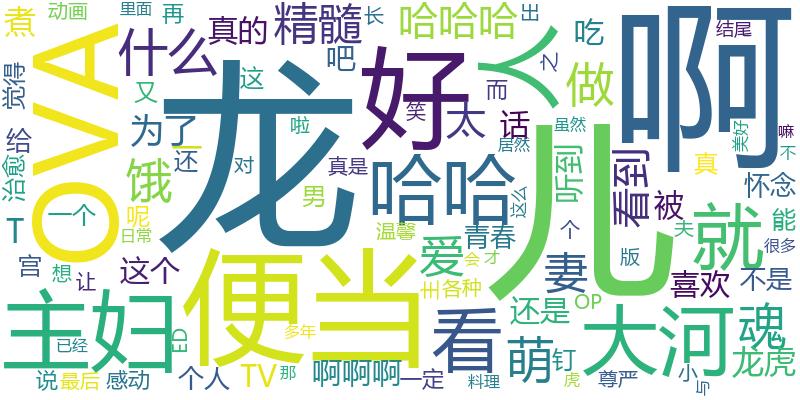 煮
动画
里面
再
精髓
长
哈哈哈
出
结尾
OVA
什么
真的
吧
吃
人
啊
觉得
又
这
龙
好
笑
之
而
做
给
为了
一
啦
太
话
虽然
嘛
美好
不
治愈
还
对
真是
哈哈
居然
听到
看到
真
饿
男
儿
这么
被
怀念
T
一个
呢
日常
便当
温馨
青春
个
就
能
很多
宫
想
让
这个
爱
会
才
妻
版
夫
喜欢
不是
主妇
卅
各种
还是
OP
大河
魂
已经
ED
多年
看
萌
钉
龙虎
说
最后
感动
个人
TV
那
啊啊啊
一定
料理
虎
尊严
小
与